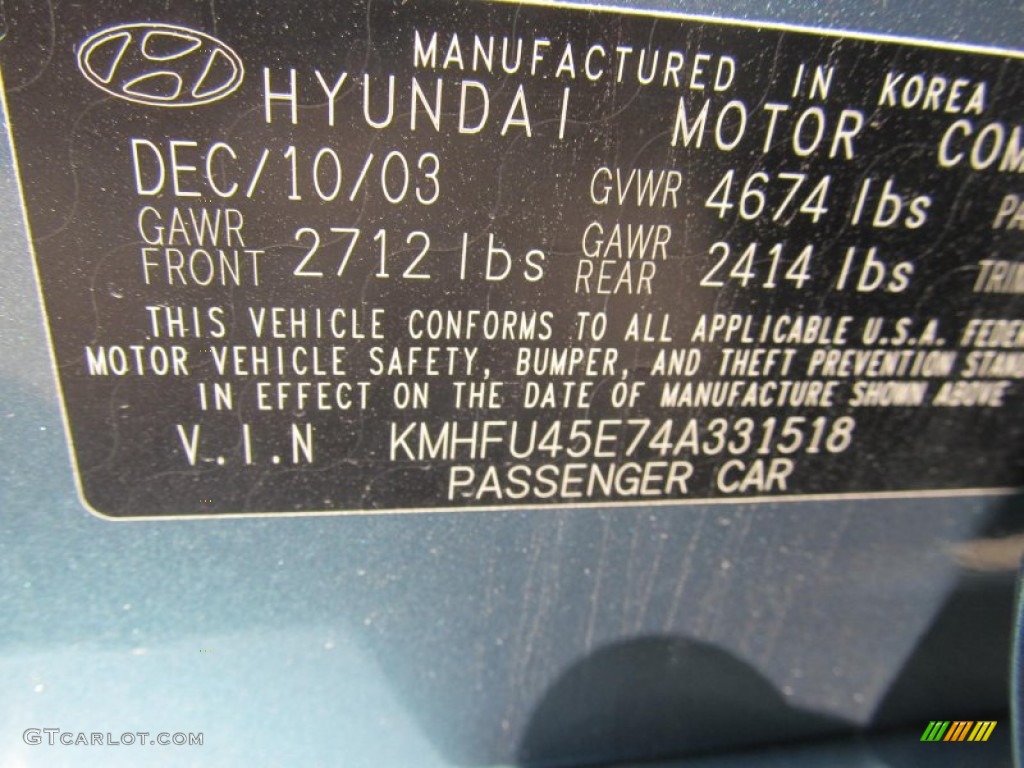 MANUFACTURED IN KOREA
HYUNDAI MOTOR
DEC/10/03 GVWR 4674 lbs
GAWR FRONT 2712 lbs GAWR REAR 2414 lbs
THIS VEHICLE CONFORMS TO ALL APPLICABLE U.S.A.
MOTOR VEHICLE SAFETY, BUMPER, AND THEFT PREVENTION
IN EFFECT ON THE DATE OF MANUFACTURE SHOWN ABOVE
V.I.N KMHFU45E74A331518
PASSENGER CAR
GTCARLOT.COM